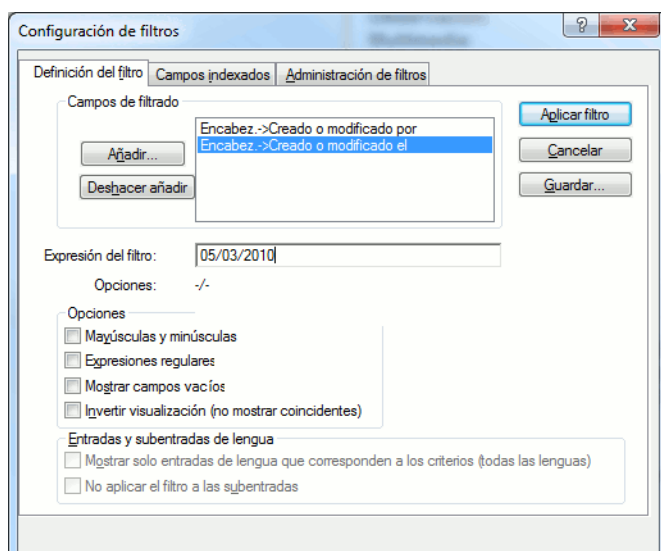 Configuración de filtros
Definición del filtro Campos indexados Administración de filtros
Campos de filtrado
Encabez.->Creado o modificado por
Encabez.->Creado o modificado el
Añadir...
Deshacer añadir
Aplicar filtro
Cancelar
Guardar...
Expresión del filtro: 05/03/2010
Opciones: -/-
Opciones
Mayúsculas y minúsculas
Expresiones regulares
Mostrar campos vacíos
Invertir visualización (no mostrar coincidentes)
Entradas y subentradas de lengua
Mostrar solo entradas de lengua que corresponden a los criterios (todas las lenguas)
No aplicar el filtro a las subentradas